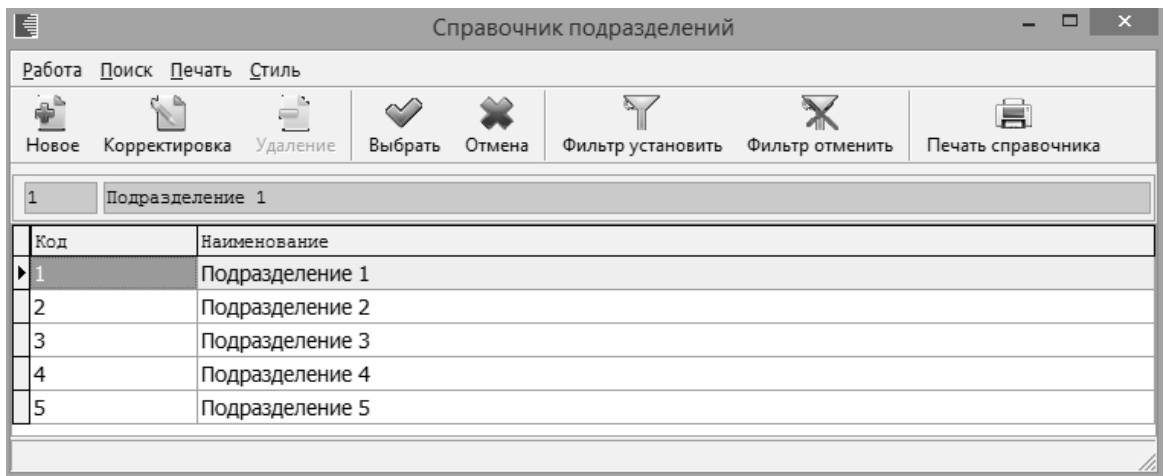 Справочник подразделений
Работа Поиск Печать Стиль
Новое Корректировка Удаление Выбрать Отмена Фильтр установить Фильтр отменить Печать справочника
1 Подразделение 1
Код Наименование
1 Подразделение 1
2 Подразделение 2
3 Подразделение 3
4 Подразделение 4
5 Подразделение 5